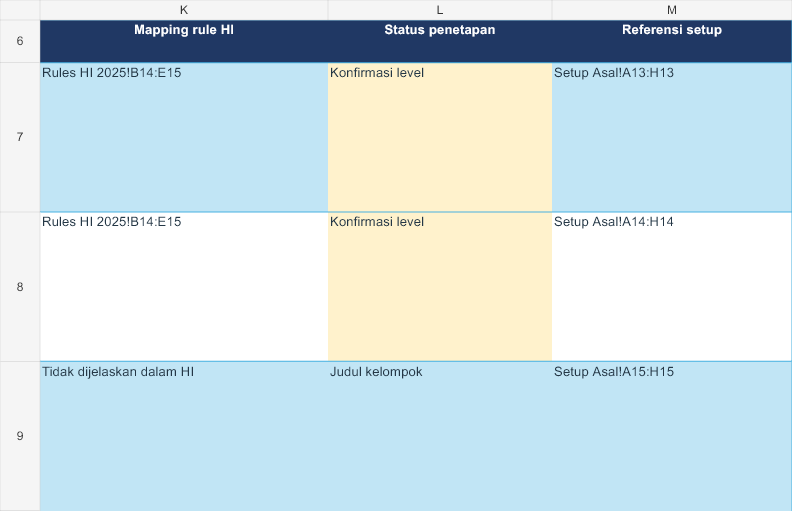 K L M
6 Mapping rule HI Status penetapan Referensi setup
7 Rules HI 2025!B14:E15 Konfirmasi level Setup Asal!A13:H13
8 Rules HI 2025!B14:E15 Konfirmasi level Setup Asal!A14:H14
9 Tidak dijelaskan dalam HI Judul kelompok Setup Asal!A15:H15